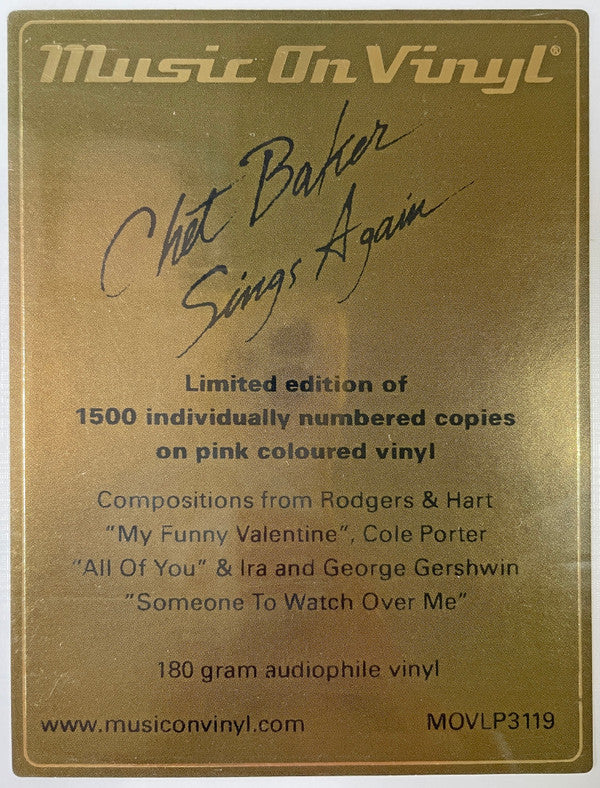 Music On Vinyl®
Chet Baker
Sings Again
Limited edition of
1500 individually numbered copies
on pink coloured vinyl
Compositions from Rodgers & Hart
"My Funny Valentine", Cole Porter
"All Of You" & Ira and George Gershwin
"Someone To Watch Over Me"
180 gram audiophile vinyl
www.musiconvinyl.com MOVLP3119